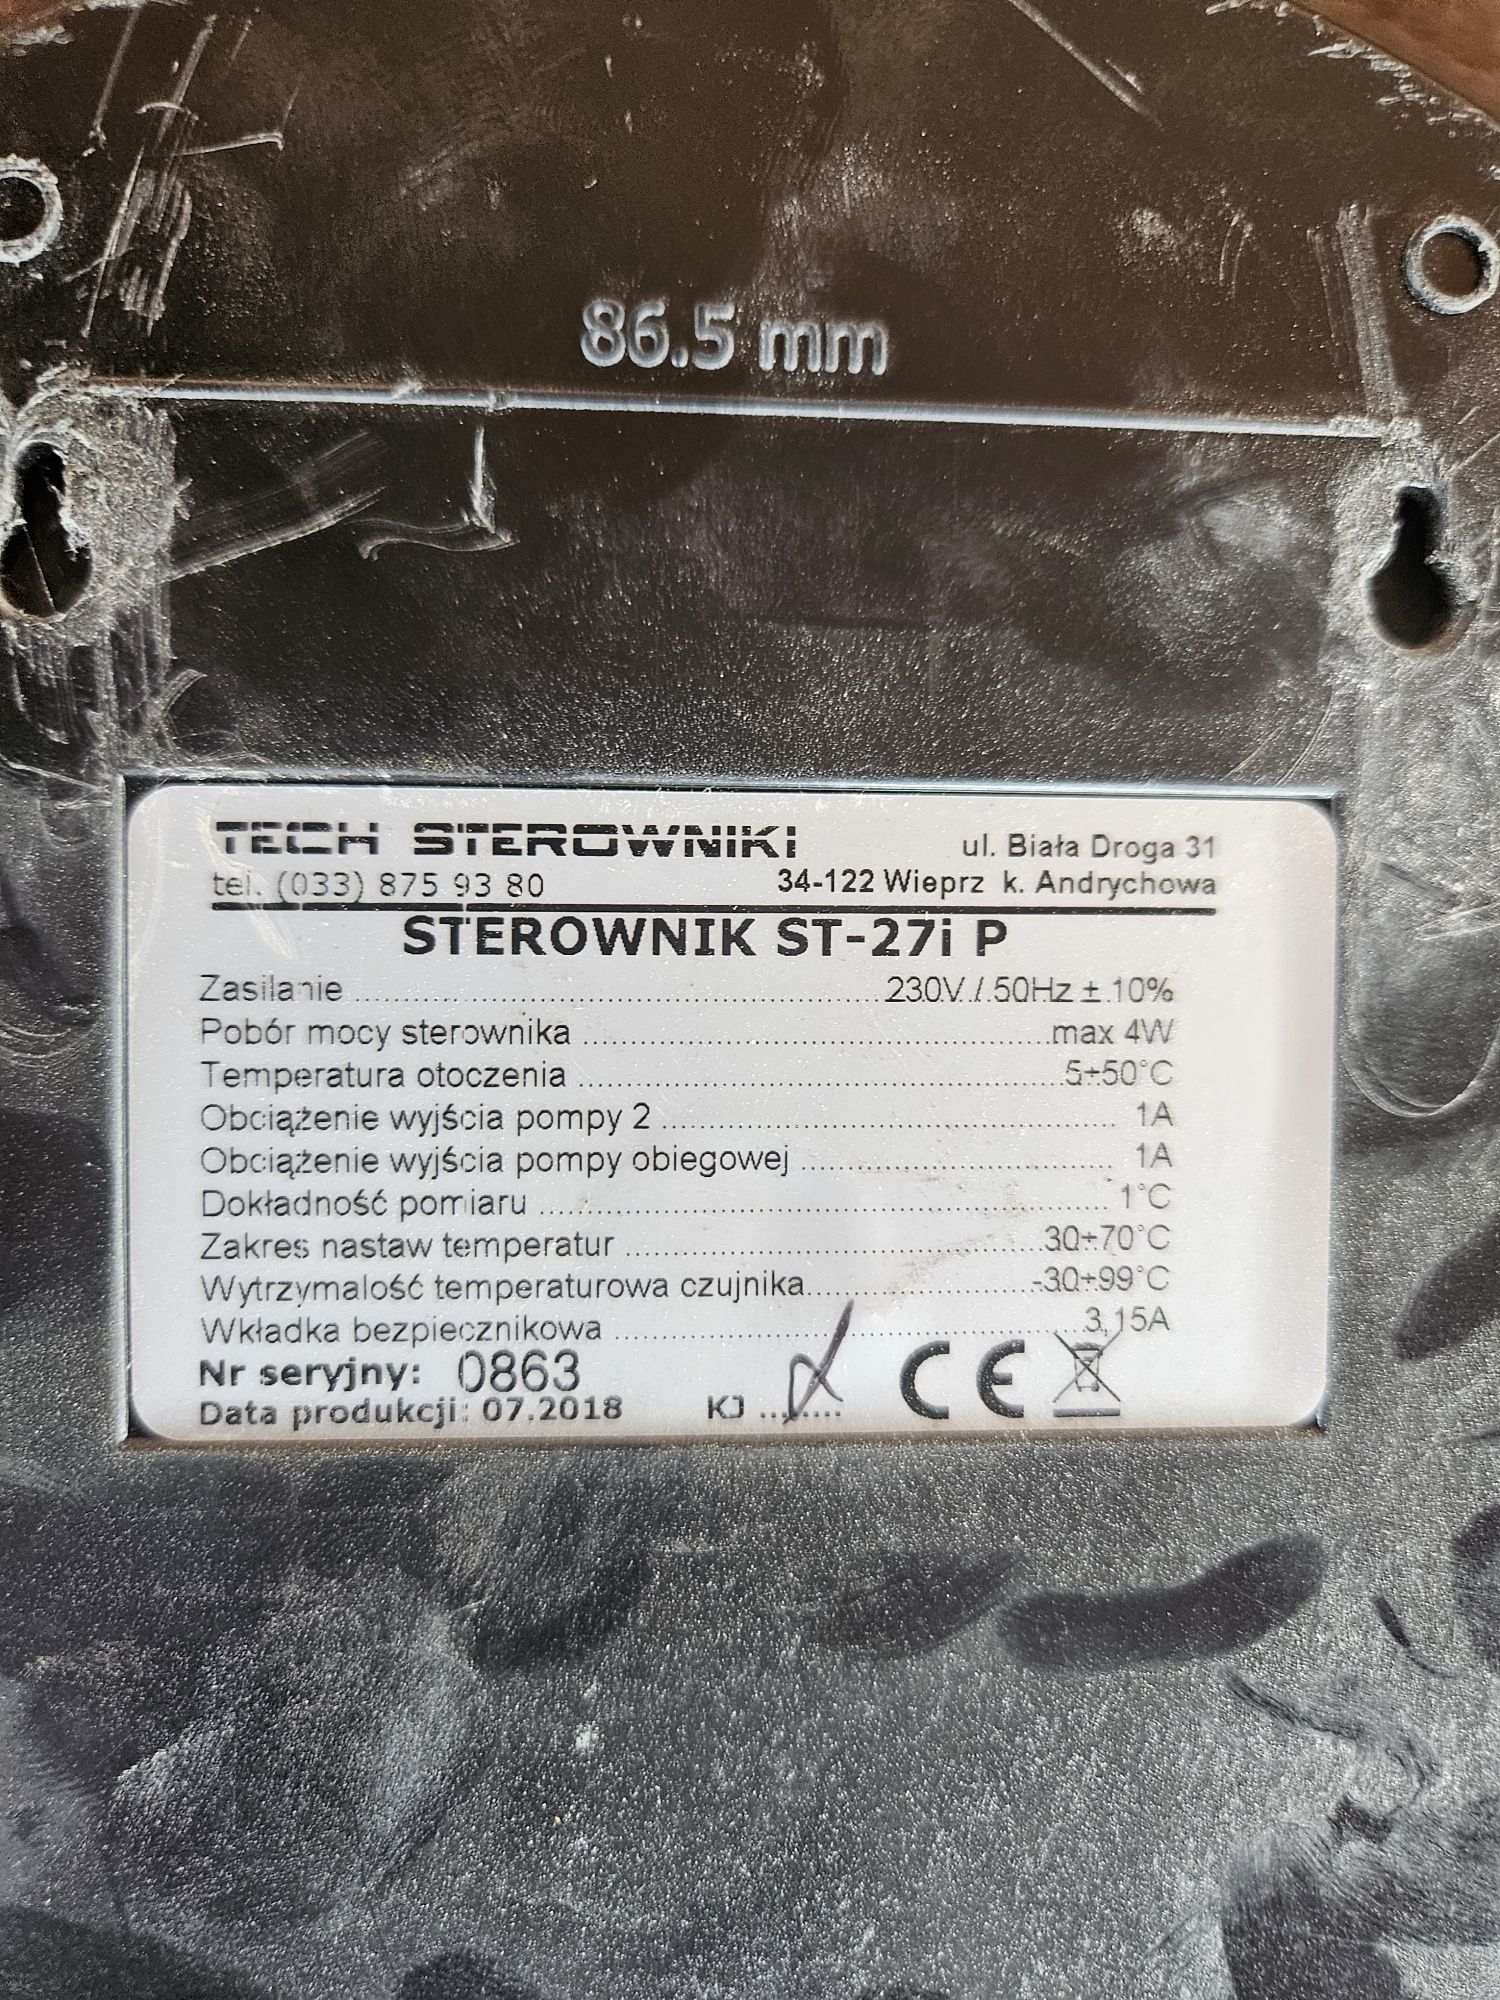 86.5 mm
TECH STEROWNIKI ul. Biała Droga 31
tel. (033) 875 93 80 34-122 Wieprz k. Andrychowa
STEROWNIK ST-27i P
Zasilanie ........................ 230V / 50Hz ± 10%
Pobór mocy sterownika ........................ max 4W
Temperatura otoczenia ........................ 5÷50°C
Obciążenie wyjścia pompy 2 ........................ 1A
Obciążenie wyjścia pompy obiegowej ........................ 1A
Dokładność pomiaru ........................ 1°C
Zakres nastaw temperatur ........................ 30÷70°C
Wytrzymałość temperaturowa czujnika ........................ -30÷99°C
Wkładka bezpiecznikowa ........................ 3,15A
Nr seryjny: 0863
Data produkcji: 07.2018 KJ ........ CE